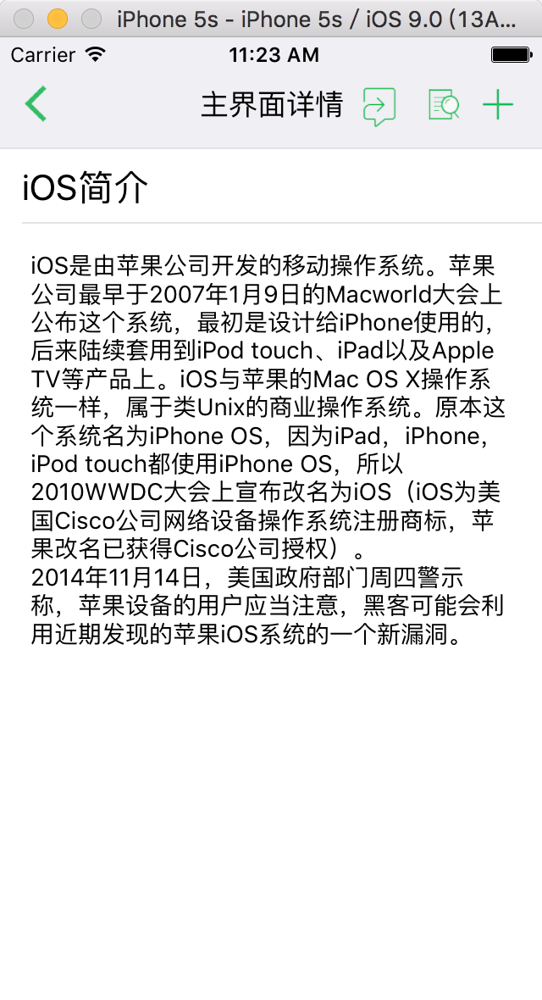 iPhone 5s - iPhone 5s / iOS 9.0 (13A...
Carrier 11:23 AM
主界面详情
iOS简介
iOS是由苹果公司开发的移动操作系统。苹果
公司最早于2007年1月9日的Macworld大会上
公布这个系统，最初是设计给iPhone使用的，
后来陆续套用到iPod touch、iPad以及Apple
TV等产品上。iOS与苹果的Mac OS X操作系
统一样，属于类Unix的商业操作系统。原本这
个系统名为iPhone OS，因为iPad，iPhone，
iPod touch都使用iPhone OS，所以
2010WWDC大会上宣布改名为iOS（iOS为美
国Cisco公司网络设备操作系统注册商标，苹
果改名已获得Cisco公司授权）。
2014年11月14日，美国政府部门周四警示
称，苹果设备的用户应当注意，黑客可能会利
用近期发现的苹果iOS系统的一个新漏洞。